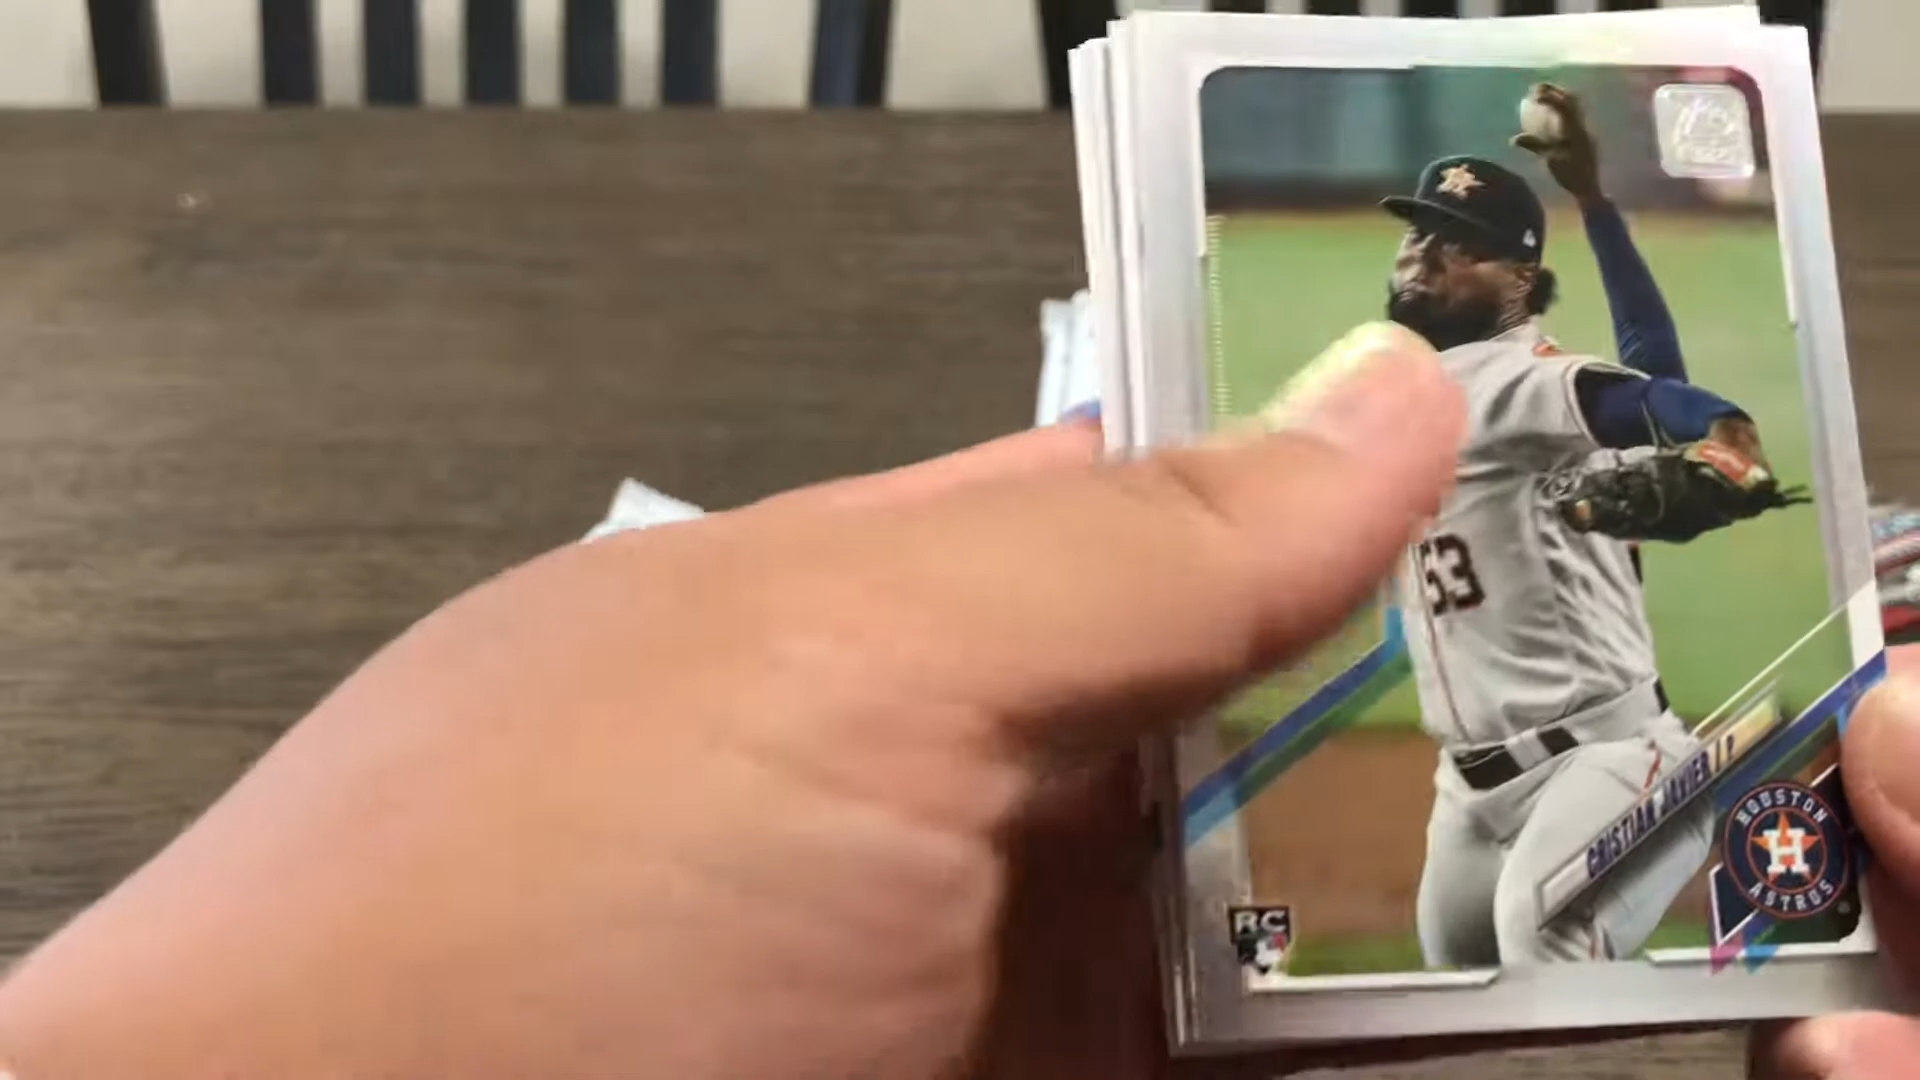 53
CRISTIAN JAVIER / P
HOUSTON
H
ASTROS
RC